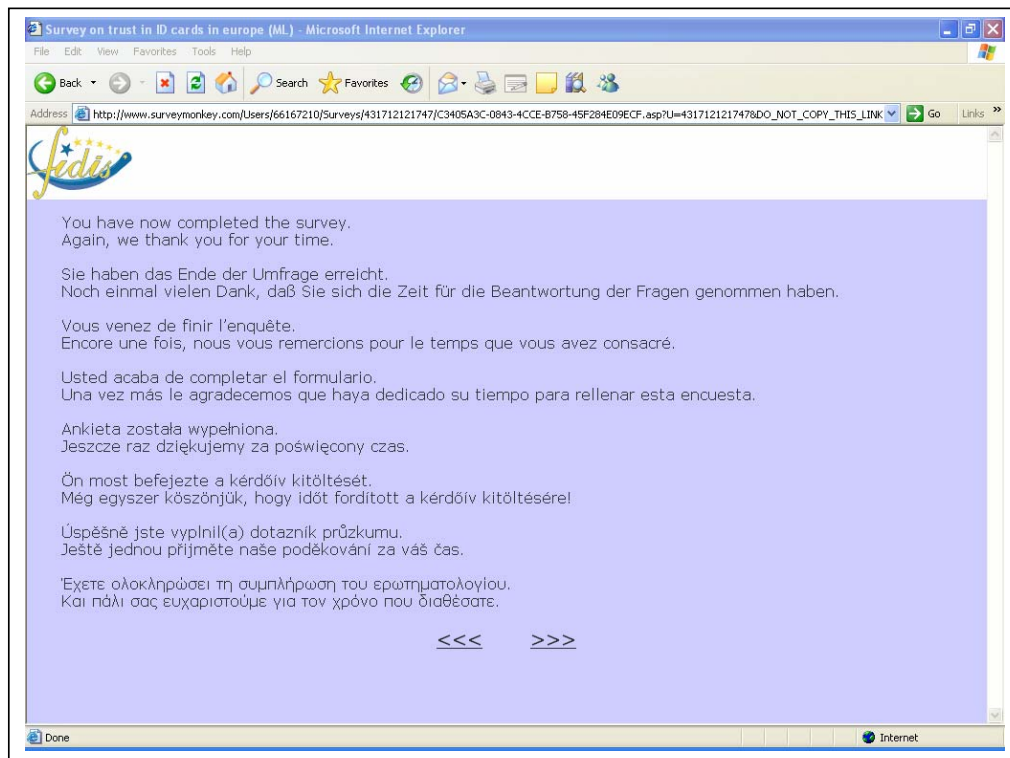 Survey on trust in ID cards in europe (ML) - Microsoft Internet Explorer
File Edit View Favorites Tools Help
Back Search Favorites
Address http://www.surveymonkey.com/Users/66167210/Surveys/431712121747/C3405A3C-0843-4CCE-B758-45F284E09ECF.asp?U=431712121747&DO_NOT_COPY_THIS_LINK Go Links »
fidis
You have now completed the survey.
Again, we thank you for your time.
Sie haben das Ende der Umfrage erreicht.
Noch einmal vielen Dank, daß Sie sich die Zeit für die Beantwortung der Fragen genommen haben.
Vous venez de finir l'enquête.
Encore une fois, nous vous remercions pour le temps que vous avez consacré.
Usted acaba de completar el formulario.
Una vez más le agradecemos que haya dedicado su tiempo para rellenar esta encuesta.
Ankieta została wypełniona.
Jeszcze raz dziękujemy za poświęcony czas.
Ön most befejezte a kérdőív kitöltését.
Még egyszer köszönjük, hogy időt fordított a kérdőív kitöltésére!
Úspěšně jste vyplnil(a) dotazník průzkumu.
Ještě jednou přijměte naše poděkování za váš čas.
Έχετε ολοκληρώσει τη συμπλήρωση του ερωτηματολογίου.
Και πάλι σας ευχαριστούμε για τον χρόνο που διαθέσατε.
<<< >>>
Done Internet